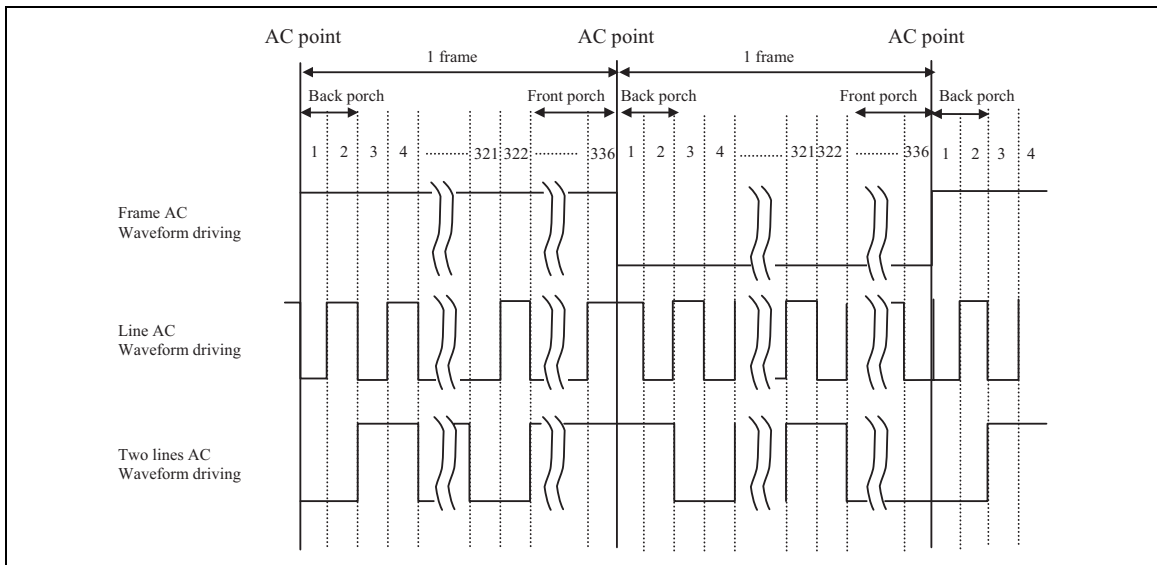 AC point AC point AC point
1 frame 1 frame
Back porch Front porch Back porch Front porch Back porch
1 2 3 4 .......... 321 322 .......... 336 1 2 3 4 .......... 321 322 .......... 336 1 2 3 4
Frame AC
Waveform driving
Line AC
Waveform driving
Two lines AC
Waveform driving